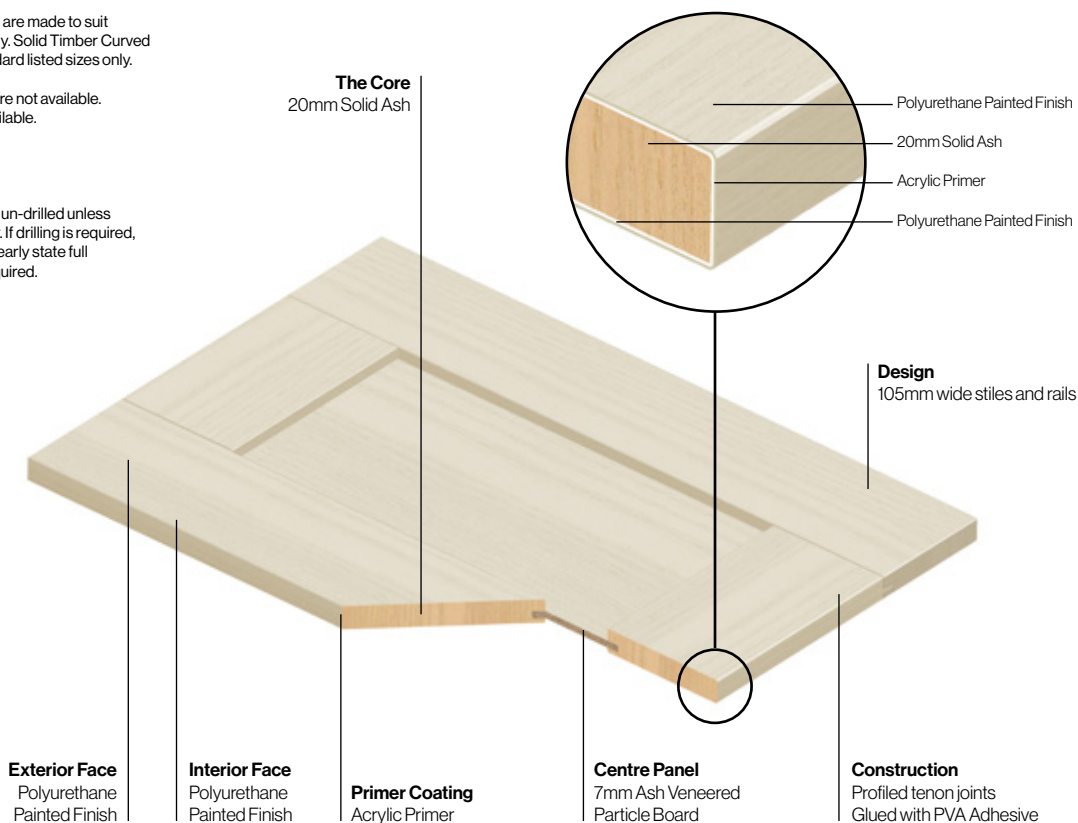 are made to suit
y. Solid Timber Curved
dard listed sizes only.
re not available.
ilable.
un-drilled unless
. If drilling is required,
early state full
quired.
The Core
20mm Solid Ash
Polyurethane Painted Finish
20mm Solid Ash
Acrylic Primer
Polyurethane Painted Finish
Design
105mm wide stiles and rails
Exterior Face
Polyurethane
Painted Finish
Interior Face
Polyurethane
Painted Finish
Primer Coating
Acrylic Primer
Centre Panel
7mm Ash Veneered
Particle Board
Construction
Profiled tenon joints
Glued with PVA Adhesive